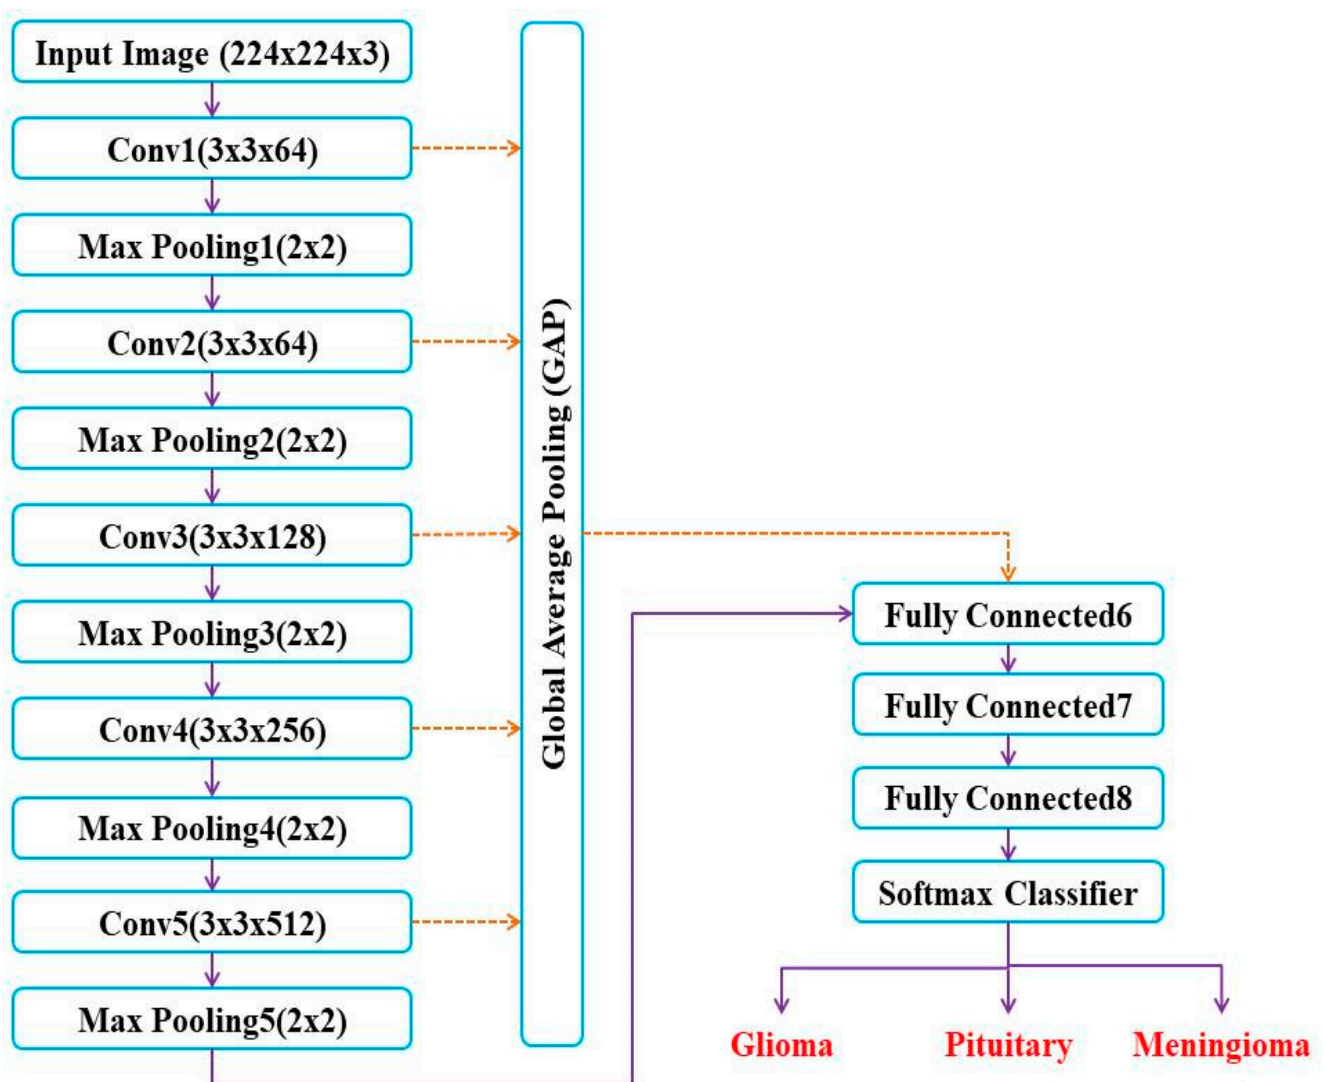 Input Image (224x224x3)
Conv1(3x3x64)
Max Pooling1(2x2)
Conv2(3x3x64)
Max Pooling2(2x2)
Conv3(3x3x128)
Max Pooling3(2x2)
Conv4(3x3x256)
Max Pooling4(2x2)
Conv5(3x3x512)
Max Pooling5(2x2)
Global Average Pooling (GAP)
Fully Connected6
Fully Connected7
Fully Connected8
Softmax Classifier
Glioma
Pituitary
Meningioma